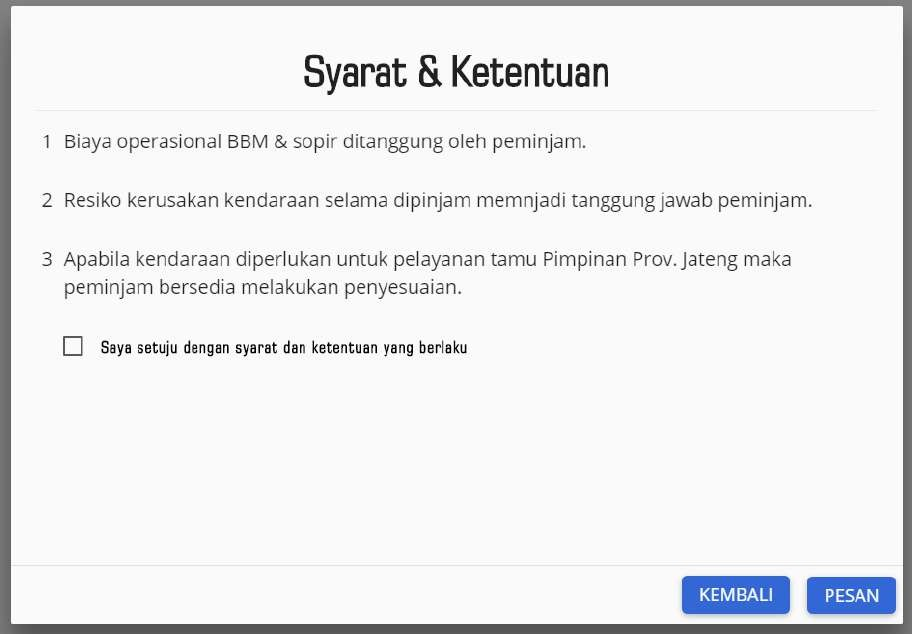 Syarat & Ketentuan
1 Biaya operasional BBM & sopir ditanggung oleh peminjam.
2 Resiko kerusakan kendaraan selama dipinjam memnjadi tanggung jawab peminjam.
3 Apabila kendaraan diperlukan untuk pelayanan tamu Pimpinan Prov. Jateng maka
peminjam bersedia melakukan penyesuaian.
Saya setuju dengan syarat dan ketentuan yang berlaku
KEMBALI PESAN